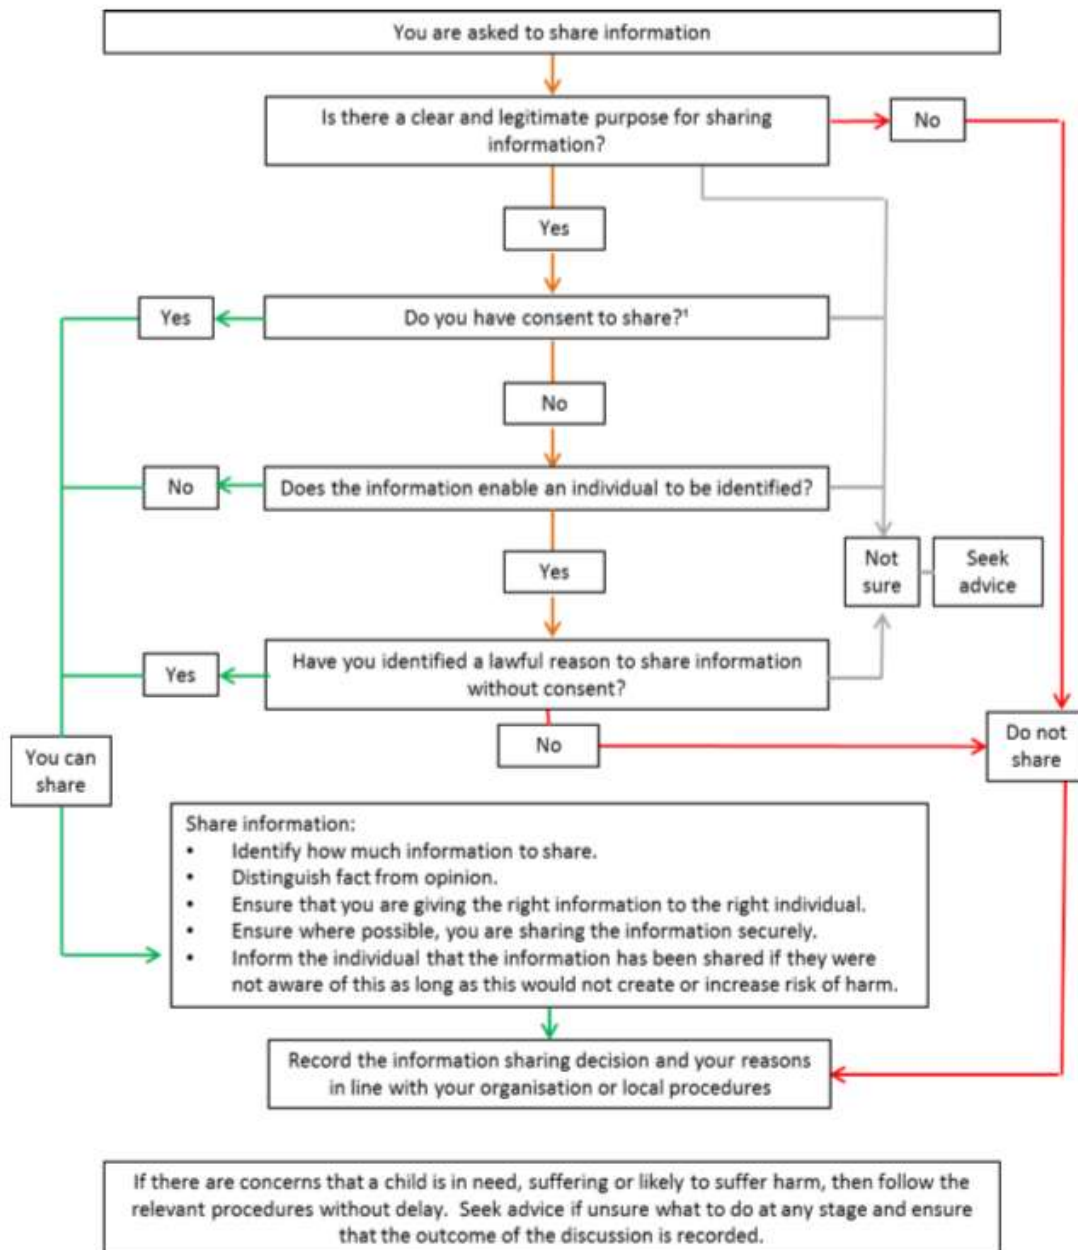 You are asked to share information
Is there a clear and legitimate purpose for sharing
information?
No
Yes
Yes
Do you have consent to share?¹
No
No
Does the information enable an individual to be identified?
Yes
Not
sure
Seek
advice
Yes
Have you identified a lawful reason to share information
without consent?
No
Do not
share
You can
share
Share information:
• Identify how much information to share.
• Distinguish fact from opinion.
• Ensure that you are giving the right information to the right individual.
• Ensure where possible, you are sharing the information securely.
• Inform the individual that the information has been shared if they were
not aware of this as long as this would not create or increase risk of harm.
Record the information sharing decision and your reasons
in line with your organisation or local procedures
If there are concerns that a child is in need, suffering or likely to suffer harm, then follow the
relevant procedures without delay. Seek advice if unsure what to do at any stage and ensure
that the outcome of the discussion is recorded.